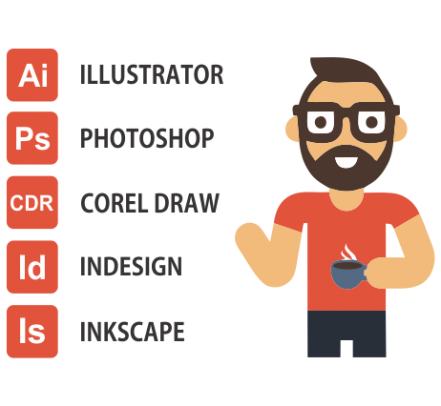 Ai ILLUSTRATOR
Ps PHOTOSHOP
CDR COREL DRAW
Id INDESIGN
Is INKSCAPE